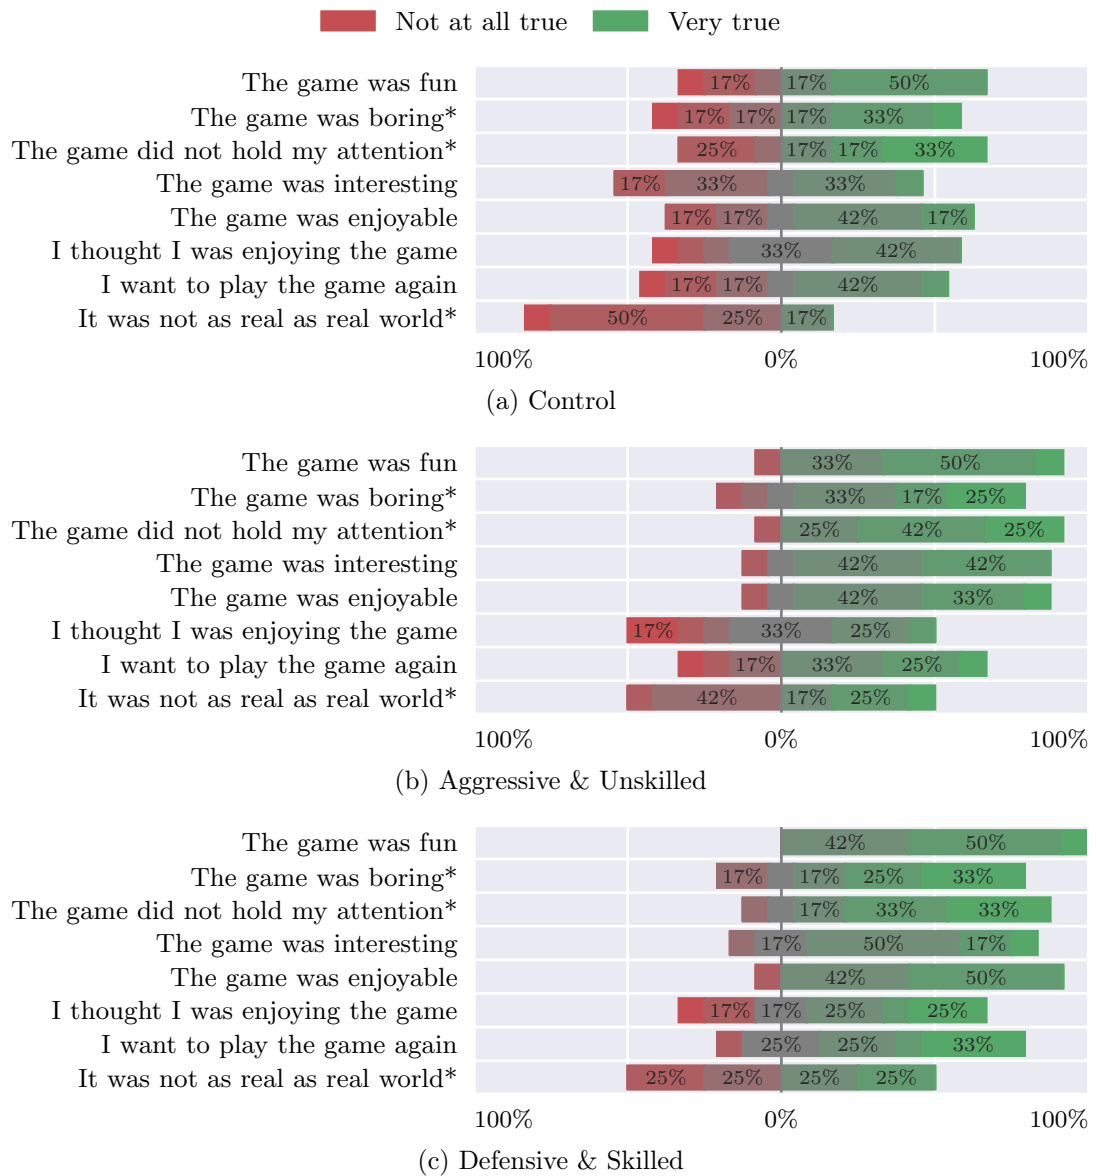 Not at all true Very true
The game was fun 17% 17% 50%
The game was boring* 17% 17% 17% 33%
The game did not hold my attention* 25% 17% 17% 33%
The game was interesting 17% 33% 33%
The game was enjoyable 17% 17% 42% 17%
I thought I was enjoying the game 33% 42%
I want to play the game again 17% 17% 42%
It was not as real as real world* 50% 25% 17%
100% 0% 100%
(a) Control
The game was fun 33% 50%
The game was boring* 33% 17% 25%
The game did not hold my attention* 25% 42% 25%
The game was interesting 42% 42%
The game was enjoyable 42% 33%
I thought I was enjoying the game 17% 33% 25%
I want to play the game again 17% 33% 25%
It was not as real as real world* 42% 17% 25%
100% 0% 100%
(b) Aggressive & Unskilled
The game was fun 42% 50%
The game was boring* 17% 17% 25% 33%
The game did not hold my attention* 17% 33% 33%
The game was interesting 17% 50% 17%
The game was enjoyable 42% 50%
I thought I was enjoying the game 17% 17% 25% 25%
I want to play the game again 25% 25% 33%
It was not as real as real world* 25% 25% 25% 25%
100% 0% 100%
(c) Defensive & Skilled